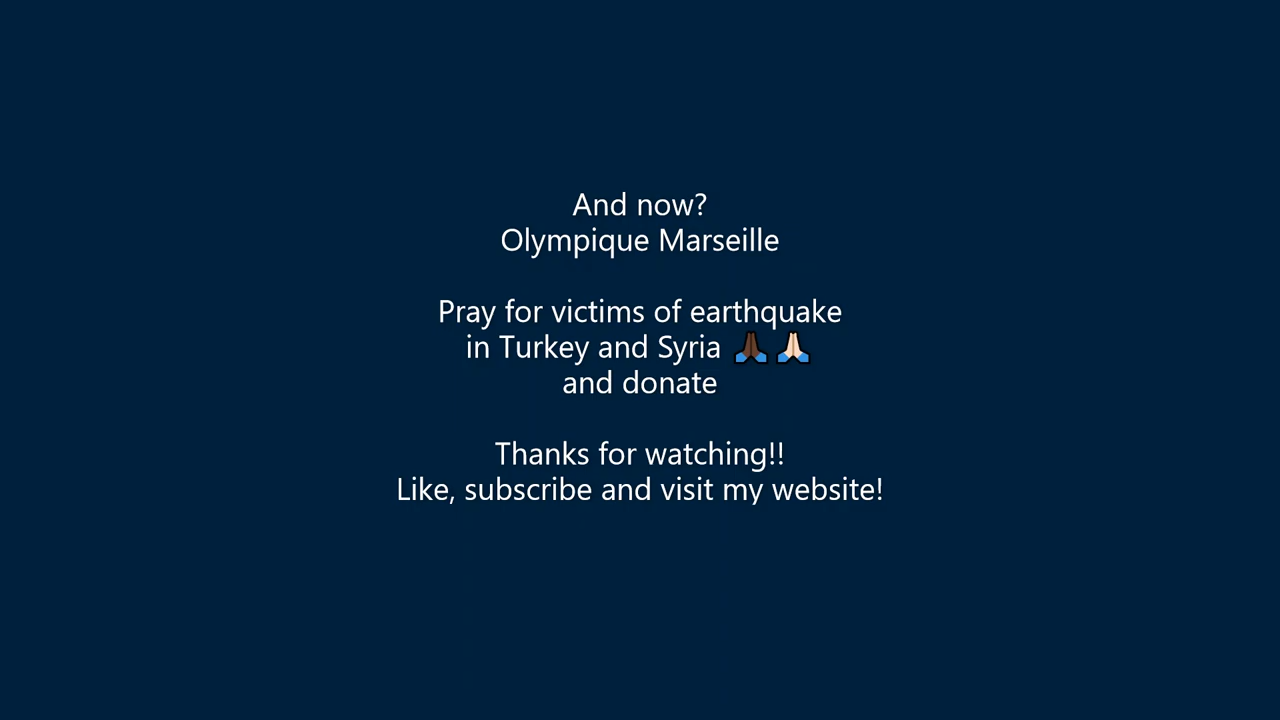 And now?
Olympique Marseille
Pray for victims of earthquake
in Turkey and Syria 🙏🏿🙏🏻
and donate
Thanks for watching!!
Like, subscribe and visit my website!